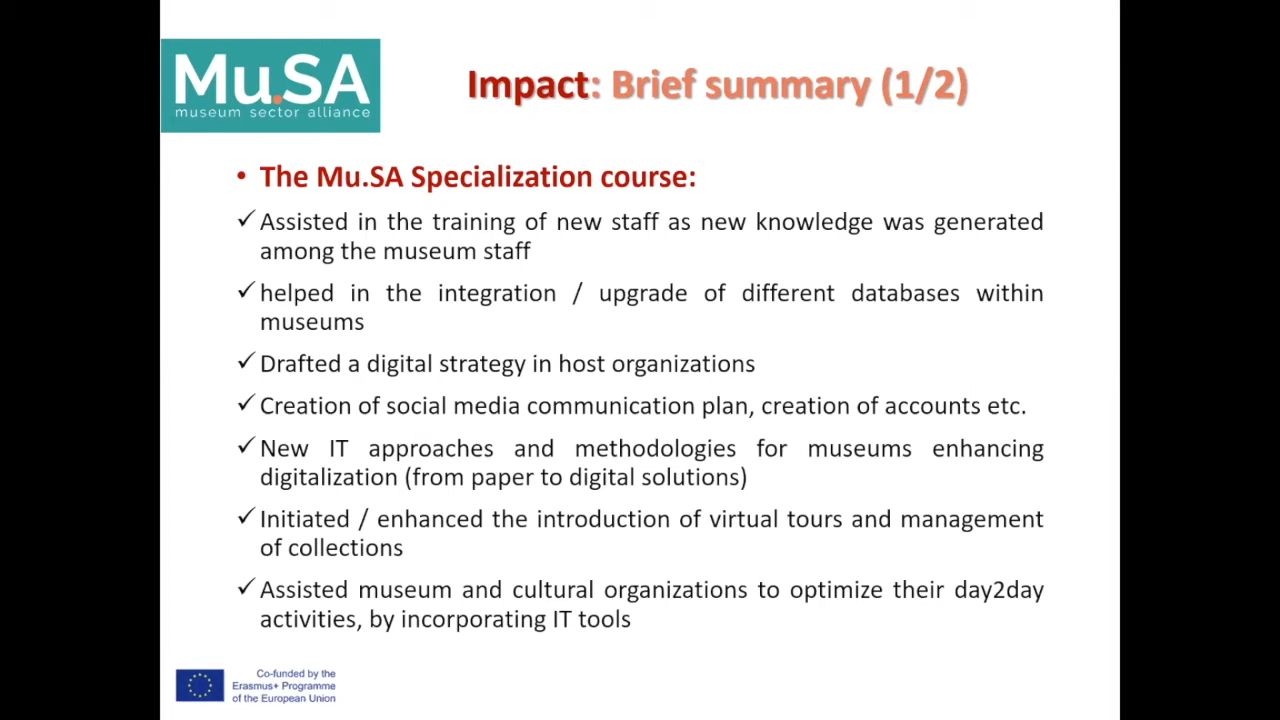 Mu.SA
museum sector alliance
Impact: Brief summary (1/2)
• The Mu.SA Specialization course:
✓ Assisted in the training of new staff as new knowledge was generated
among the museum staff
✓ helped in the integration / upgrade of different databases within
museums
✓ Drafted a digital strategy in host organizations
✓ Creation of social media communication plan, creation of accounts etc.
✓ New IT approaches and methodologies for museums enhancing
digitalization (from paper to digital solutions)
✓ Initiated / enhanced the introduction of virtual tours and management
of collections
✓ Assisted museum and cultural organizations to optimize their day2day
activities, by incorporating IT tools
Co-funded by the
Erasmus+ Programme
of the European Union